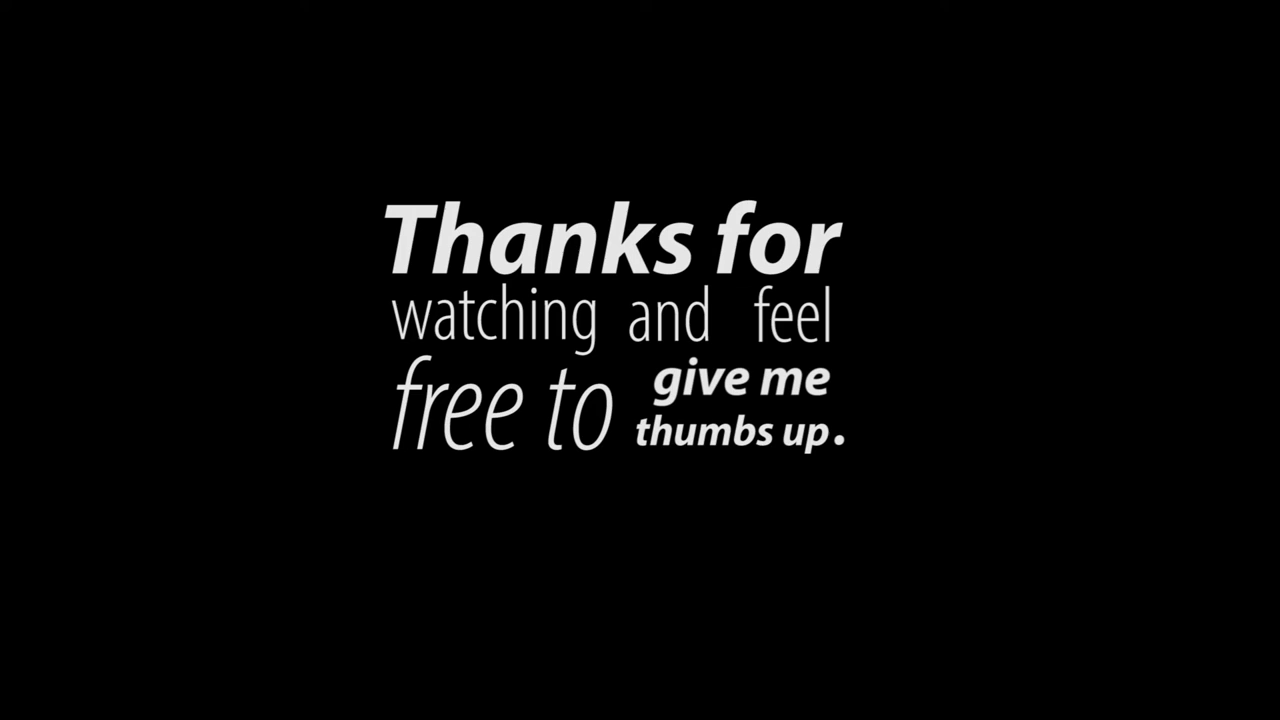 Thanks for
watching and feel
free to give me
thumbs up.